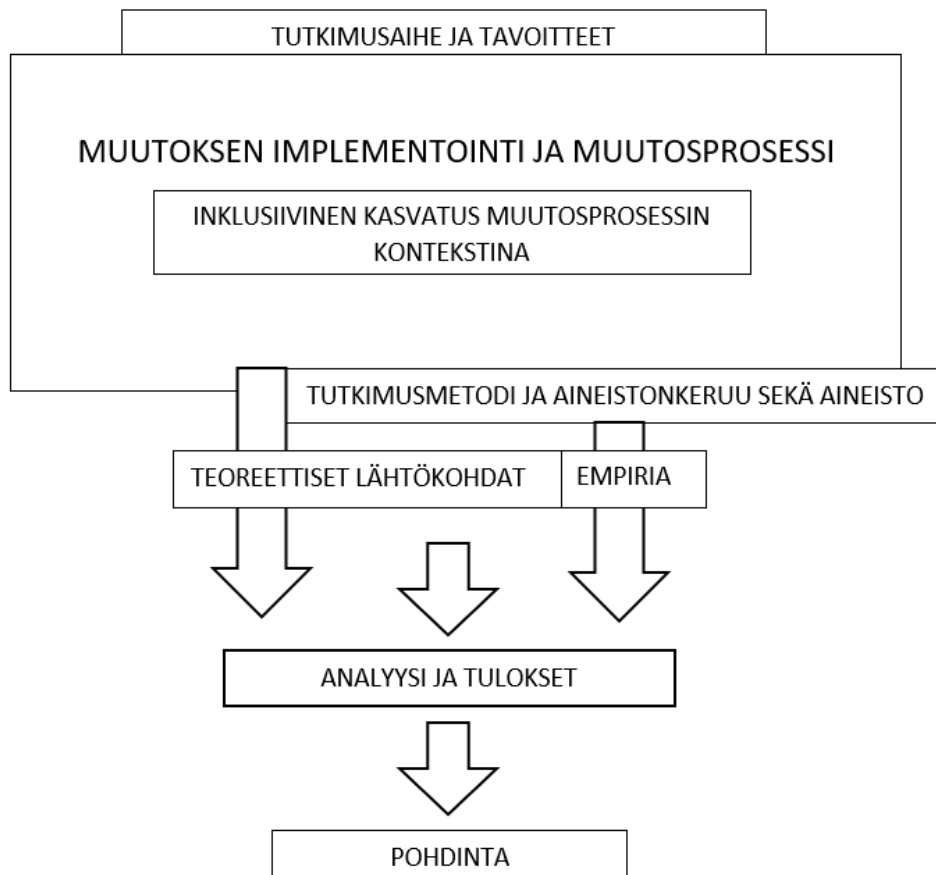 TUTKIMUSAIHE JA TAVOITTEET
MUUTOKSEN IMPLEMENTOINTI JA MUUTOSPROSESSI
INKLUSIIVINEN KASVATUS MUUTOSPROSESSIN
KONTEKSTINA
TUTKIMUSMETODI JA AINEISTONKERUU SEKÄ AINEISTO
TEOREETTISET LÄHTÖKOHDAT
EMPIRIA
ANALYYSI JA TULOKSET
POHDINTA